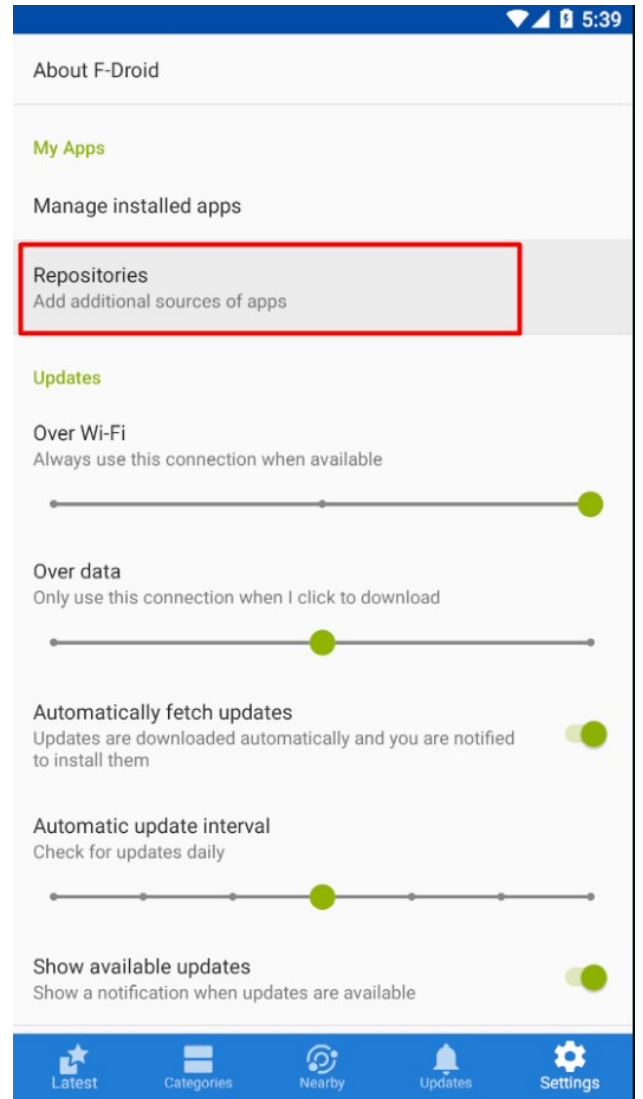 5:39
About F-Droid
My Apps
Manage installed apps
Repositories
Add additional sources of apps
Updates
Over Wi-Fi
Always use this connection when available
Over data
Only use this connection when I click to download
Automatically fetch updates
Updates are downloaded automatically and you are notified
to install them
Automatic update interval
Check for updates daily
Show available updates
Show a notification when updates are available
Latest
Categories
Nearby
Updates
Settings